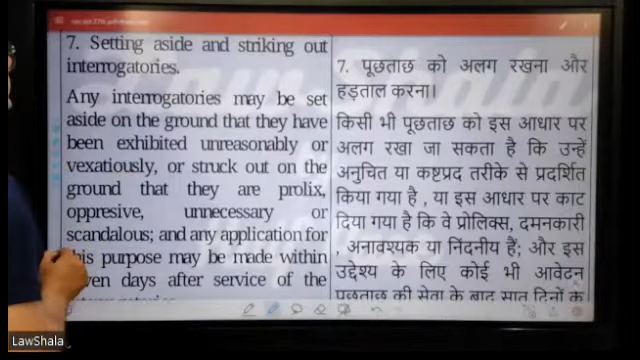 7. Setting aside and striking out
interrogatories.
Any interrogatories may be set
aside on the ground that they have
been exhibited unreasonably or
vexatiously, or struck out on the
ground that they are prolix,
oppresive, unnecessary or
scandalous; and any application for
his purpose may be made within
ven days after service of the
7. पूछताछ को अलग रखना और
हड़ताल करना।
किसी भी पूछताछ को इस आधार पर
अलग रखा जा सकता है कि उन्हें
अनुचित या कष्टप्रद तरीके से प्रदर्शित
किया गया है , या इस आधार पर काट
दिया गया है कि वे प्रोलिक्स, दमनकारी
, अनावश्यक या निंदनीय हैं; और इस
उद्देश्य के लिए कोई भी आवेदन
पूछताछ की सेवा के बाद सात दिनों के
LawShala